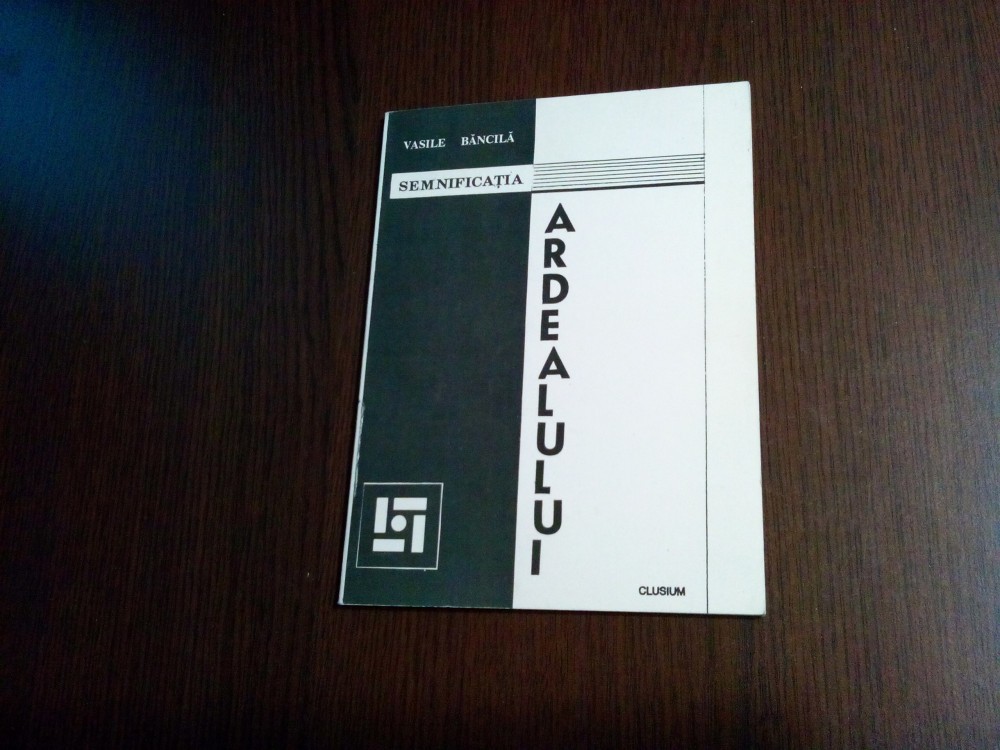 VASILE BĂNCILĂ
SEMNIFICAȚIA
ARDEALULUI
CLUSIUM